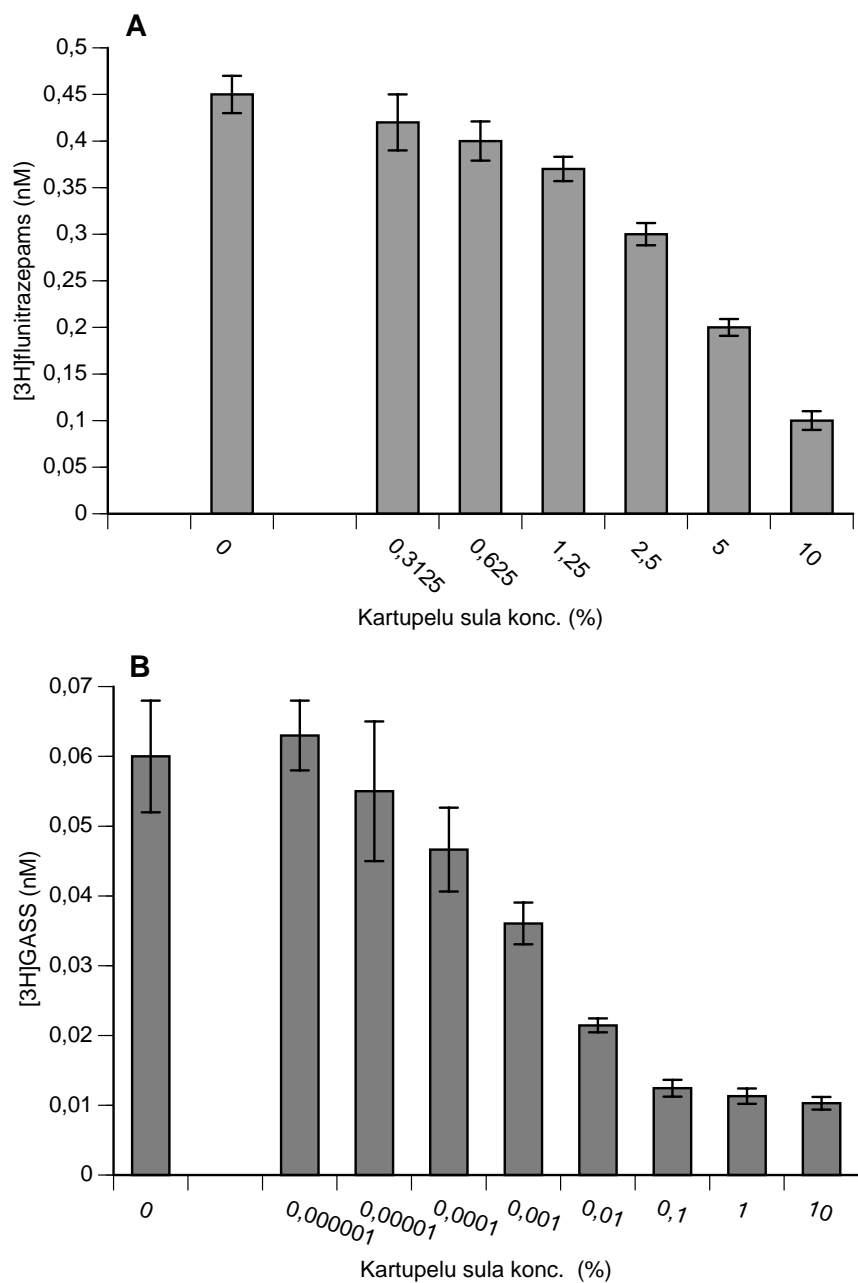 A
0,5
0,45
0,4
0,35
0,3
0,25
0,2
0,15
0,1
0,05
0
[3H]flunitrazepams (nM)
0 0,3125 0,625 1,25 2,5 5 10
Kartupelu sula konc. (%)
B
0,07
0,06
0,05
0,04
0,03
0,02
0,01
0
[3H]GASS (nM)
0 0,000001 0,00001 0,0001 0,001 0,01 0,1 1 10
Kartupelu sula konc. (%)